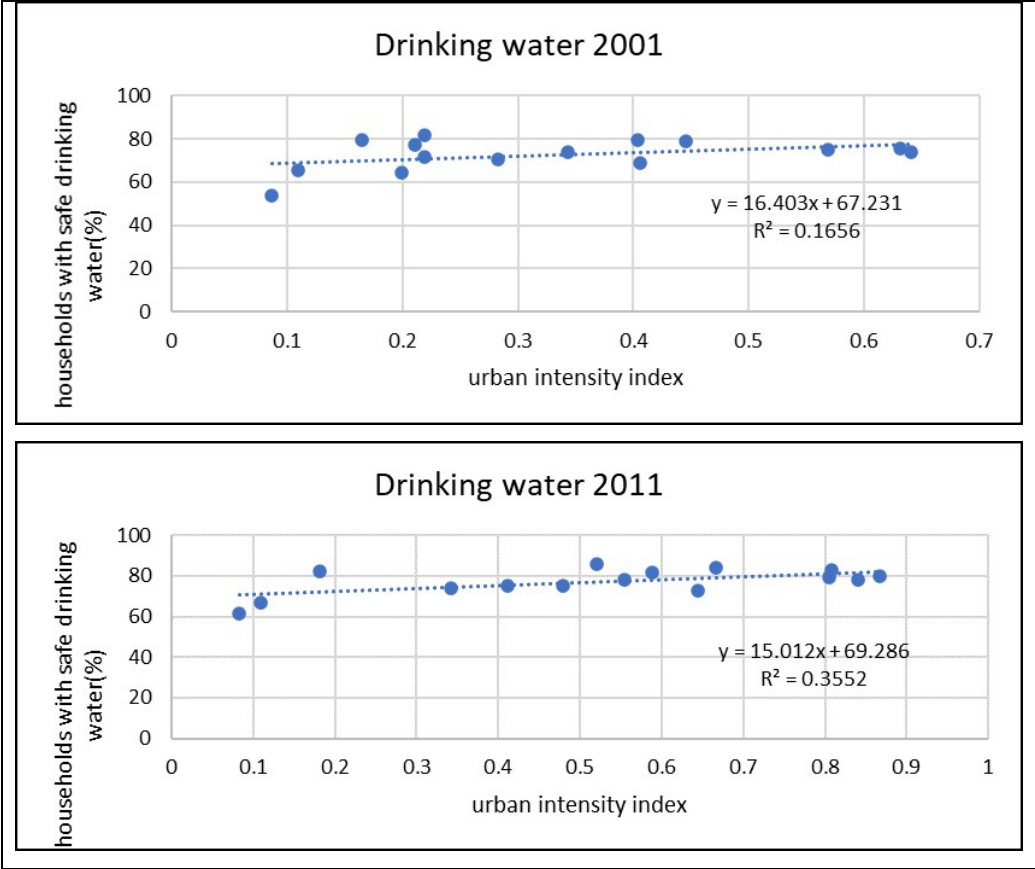 Drinking water 2001
households with safe drinking
water(%)
100
80
60
40
20
0
y = 16.403x + 67.231
R² = 0.1656
0 0.1 0.2 0.3 0.4 0.5 0.6 0.7
urban intensity index
Drinking water 2011
households with safe drinking
water(%)
100
80
60
40
20
0
y = 15.012x + 69.286
R² = 0.3552
0 0.1 0.2 0.3 0.4 0.5 0.6 0.7 0.8 0.9 1
urban intensity index